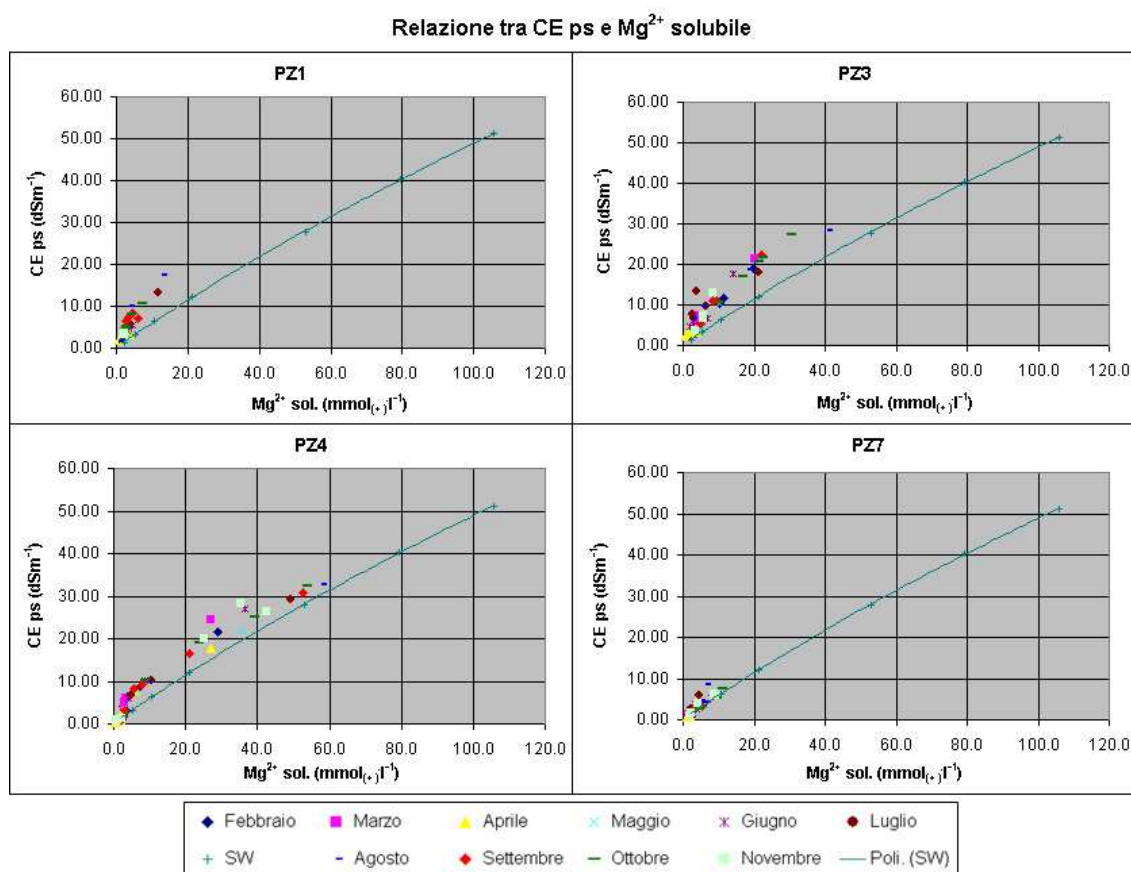 Relazione tra CE ps e Mg²⁺ solubile
PZ1
CE ps (dSm⁻¹)
60.00
50.00
40.00
30.00
20.00
10.00
0.00
0.0 20.0 40.0 60.0 80.0 100.0 120.0
Mg²⁺ sol. (mmol₍₊₎l⁻¹)
PZ3
CE ps (dSm⁻¹)
60.00
50.00
40.00
30.00
20.00
10.00
0.00
0.0 20.0 40.0 60.0 80.0 100.0 120.0
Mg²⁺ sol. (mmol₍₊₎l⁻¹)
PZ4
CE ps (dSm⁻¹)
60.00
50.00
40.00
30.00
20.00
10.00
0.00
0.0 20.0 40.0 60.0 80.0 100.0 120.0
Mg²⁺ sol. (mmol₍₊₎l⁻¹)
PZ7
CE ps (dSm⁻¹)
60.00
50.00
40.00
30.00
20.00
10.00
0.00
0.0 20.0 40.0 60.0 80.0 100.0 120.0
Mg²⁺ sol. (mmol₍₊₎l⁻¹)
Febbraio Marzo Aprile Maggio Giugno Luglio
SW Agosto Settembre Ottobre Novembre Poli. (SW)